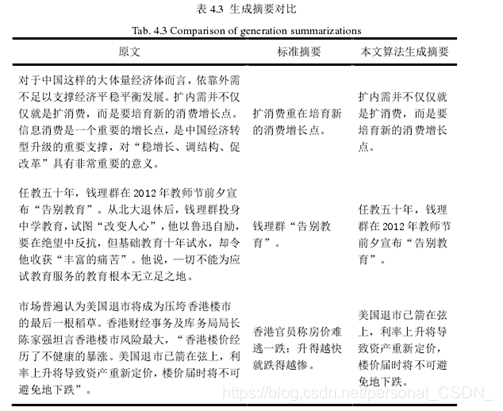 表 4.3 生成摘要对比
Tab. 4.3 Comparison of generation summarizations
原文 标准摘要 本文算法生成摘要
对于中国这样的大体量经济体而言，依靠外需
不足以支撑经济平稳平衡发展。扩内需并不仅
仅就是扩消费，而是要培育新的消费增长点。
信息消费是一个重要的增长点，是中国经济转
型升级的重要支撑，对“稳增长、调结构、促
改革”具有非常重要的意义。
扩消费重在培育新
的消费增长点。
扩内需并不仅仅就
是扩消费，而是要
培育新的消费增长
点。
任教五十年，钱理群在 2012 年教师节前夕宣
布“告别教育”。从北大退休后，钱理群投身
中学教育，试图“改变人心”，他以鲁迅自励，
要在绝望中反抗，但基础教育十年试水，却令
他收获“丰富的痛苦”。他说，一切不能为应
试教育服务的教育根本无立足之地。
钱理群“告别教
育”。
任教五十年，钱理
群在 2012 年教师节
前夕宣布“告别教
育”。
市场普遍认为美国退市将成为压垮香港楼市
的最后一根稻草。香港财经事务及库务局局长
陈家强坦言香港楼市风险最大，“香港楼价经
历了不健康的暴涨。美国退市已箭在弦上，利
率上升将导致资产重新定价，楼价届时将不可
避免地下跌”。
香港官员称房价难
逃一跌：升得越快
就跌得越惨。
美国退市已箭在弦
上，利率上升将导
致资产重新定价，
楼价届时将不可避
免地下跌。
https://blog.csdn.net/personal_CSDN_